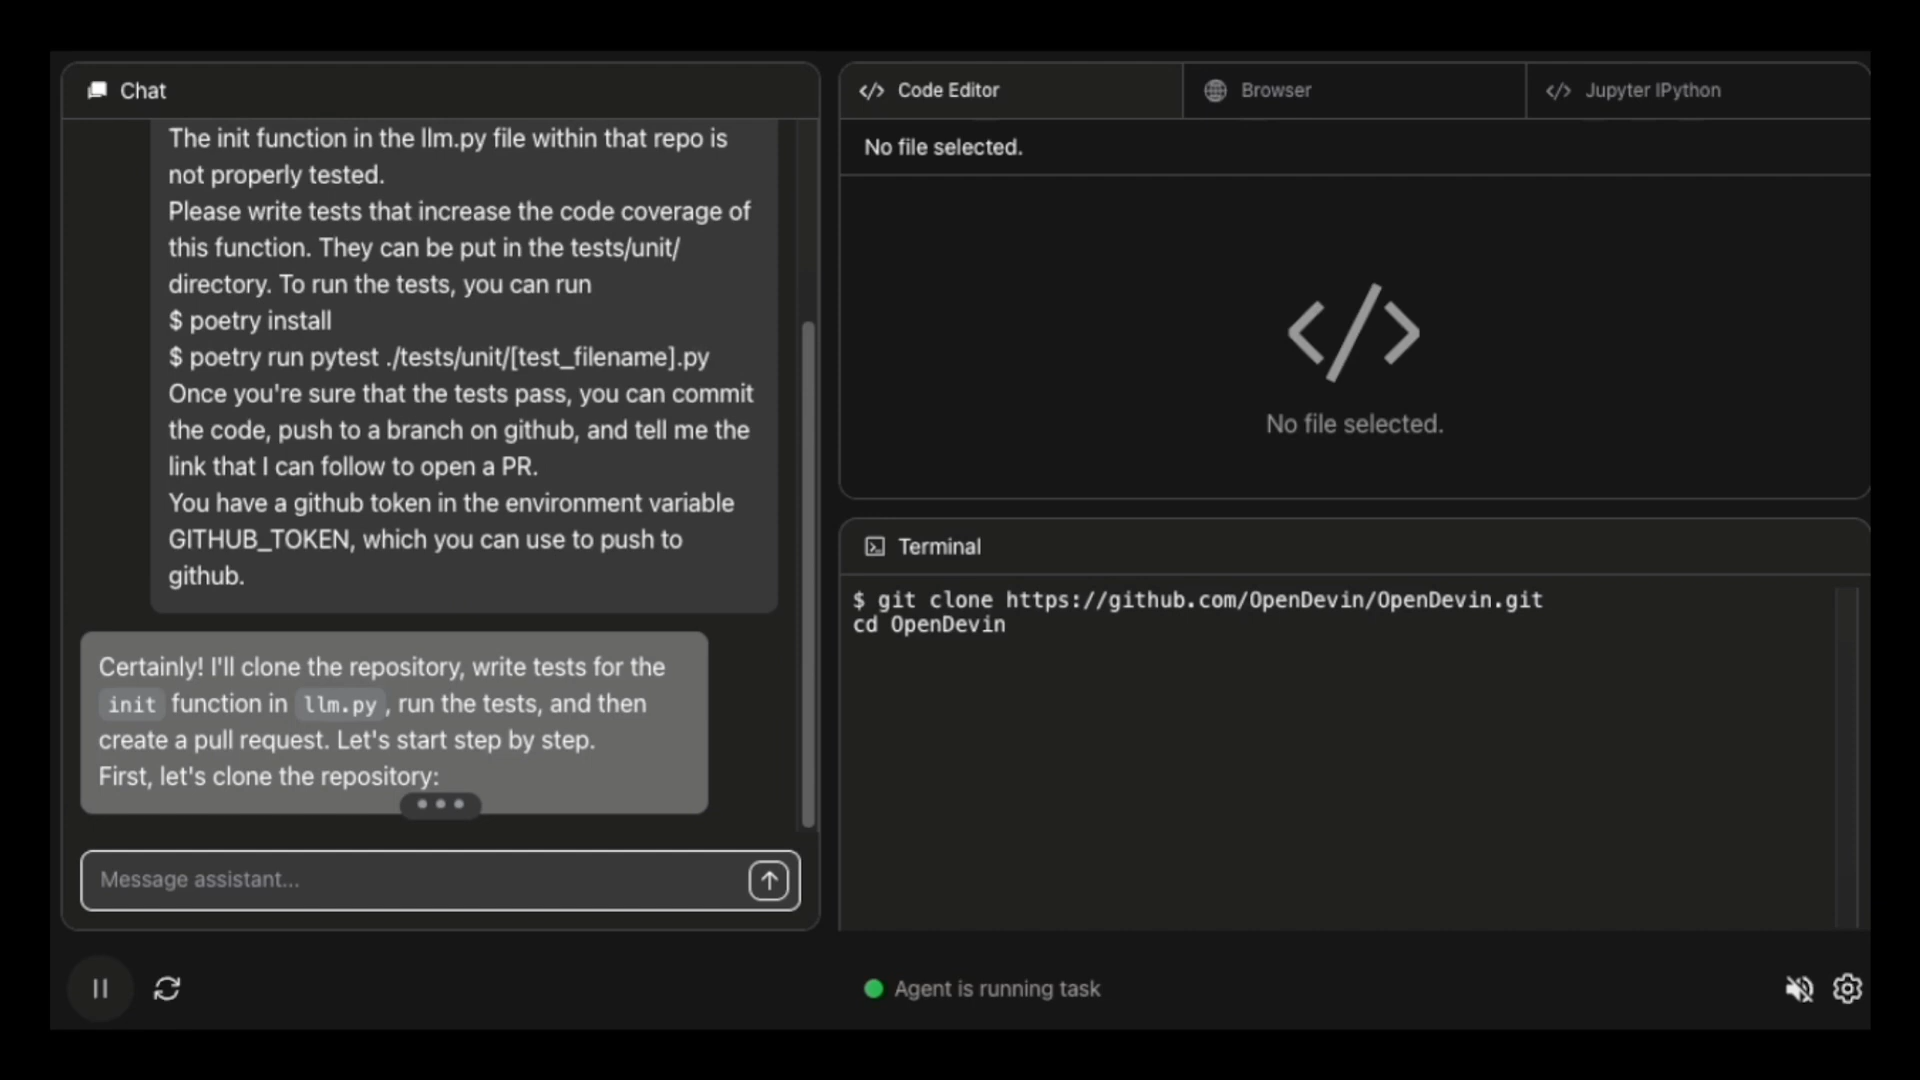 Chat
The init function in the llm.py file within that repo is
not properly tested.
Please write tests that increase the code coverage of
this function. They can be put in the tests/unit/
directory. To run the tests, you can run
$ poetry install
$ poetry run pytest ./tests/unit/[test_filename].py
Once you're sure that the tests pass, you can commit
the code, push to a branch on github, and tell me the
link that I can follow to open a PR.
You have a github token in the environment variable
GITHUB_TOKEN, which you can use to push to
github.
Certainly! I'll clone the repository, write tests for the
init function in llm.py, run the tests, and then
create a pull request. Let's start step by step.
First, let's clone the repository:
Message assistant...
Code Editor
Browser
Jupyter IPython
No file selected.
No file selected.
Terminal
$ git clone https://github.com/OpenDevin/OpenDevin.git
cd OpenDevin
Agent is running task